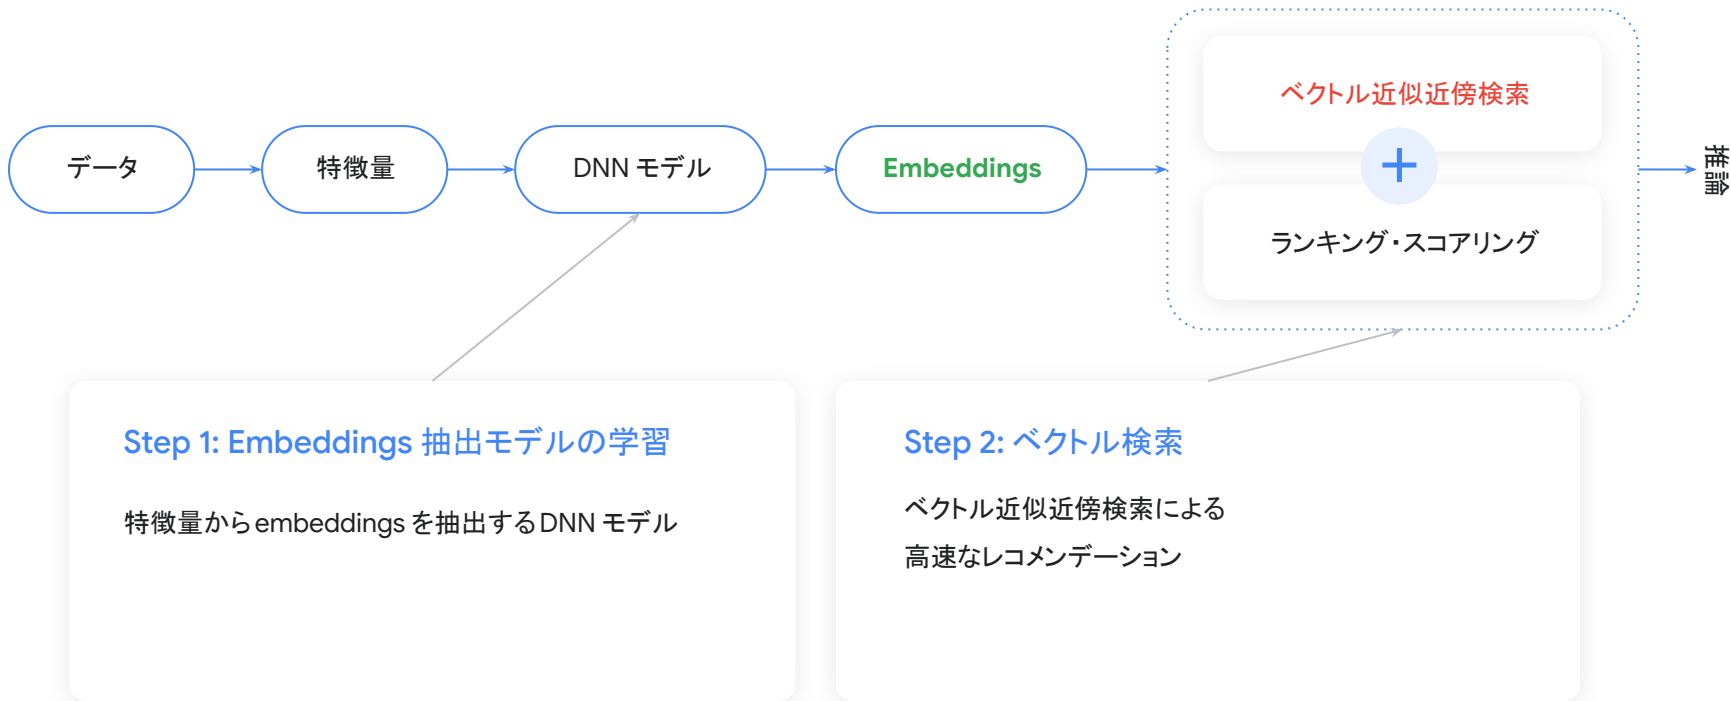 データ
特徴量
DNN モデル
Embeddings
ベクトル近似近傍検索
+
ランキング・スコアリング
推論
Step 1: Embeddings 抽出モデルの学習
特徴量からembeddings を抽出するDNN モデル
Step 2: ベクトル検索
ベクトル近似近傍検索による
高速なレコメンデーション